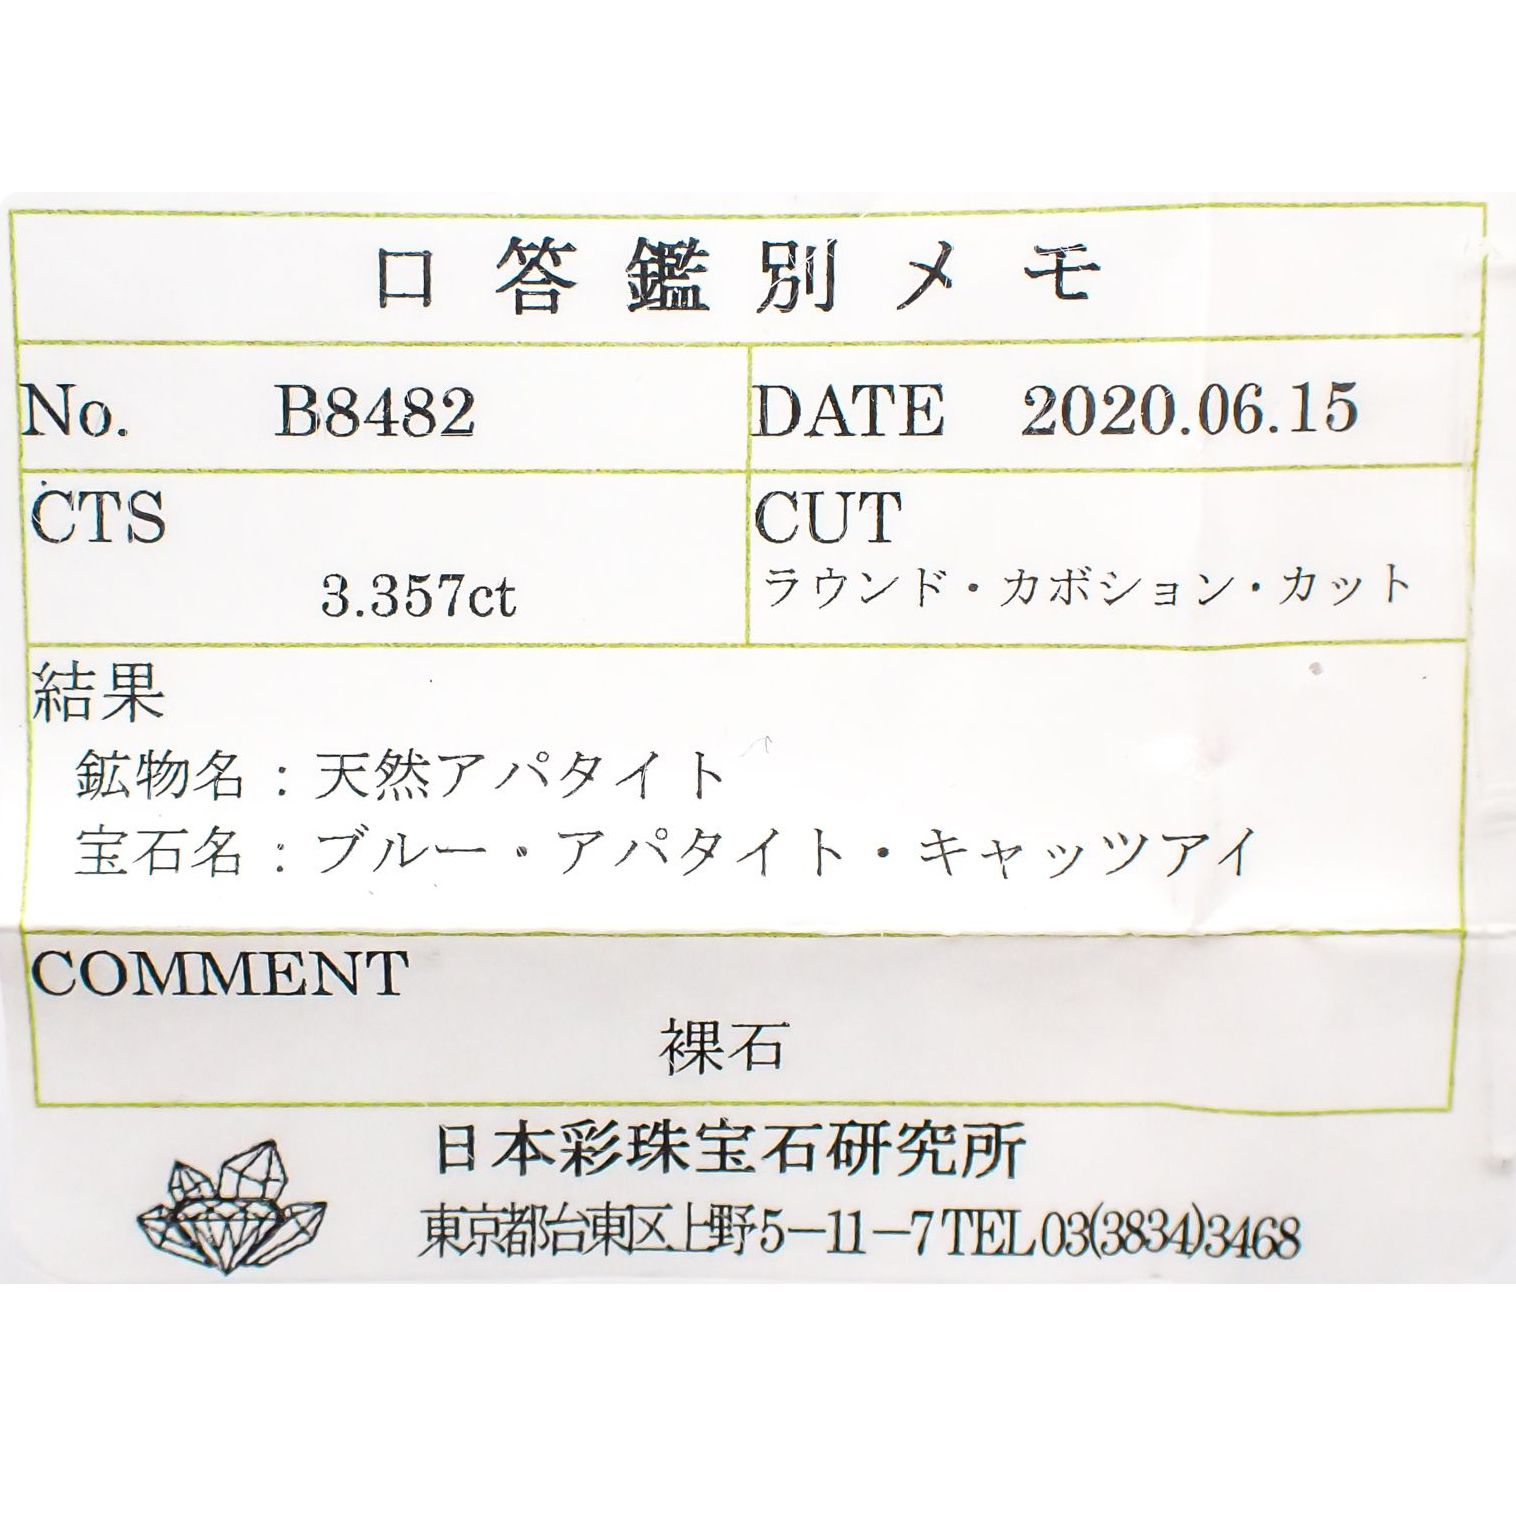 口答鑑別メモ
No. B8482
DATE 2020.06.15
CTS
3.357ct
CUT
ラウンド・カボション・カット
結果
鉱物名：天然アパタイト
宝石名：ブルー・アパタイト・キャッツアイ
COMMENT
裸石
日本彩珠宝石研究所
東京都台東区上野5－11－7 TEL 03(3834)3468